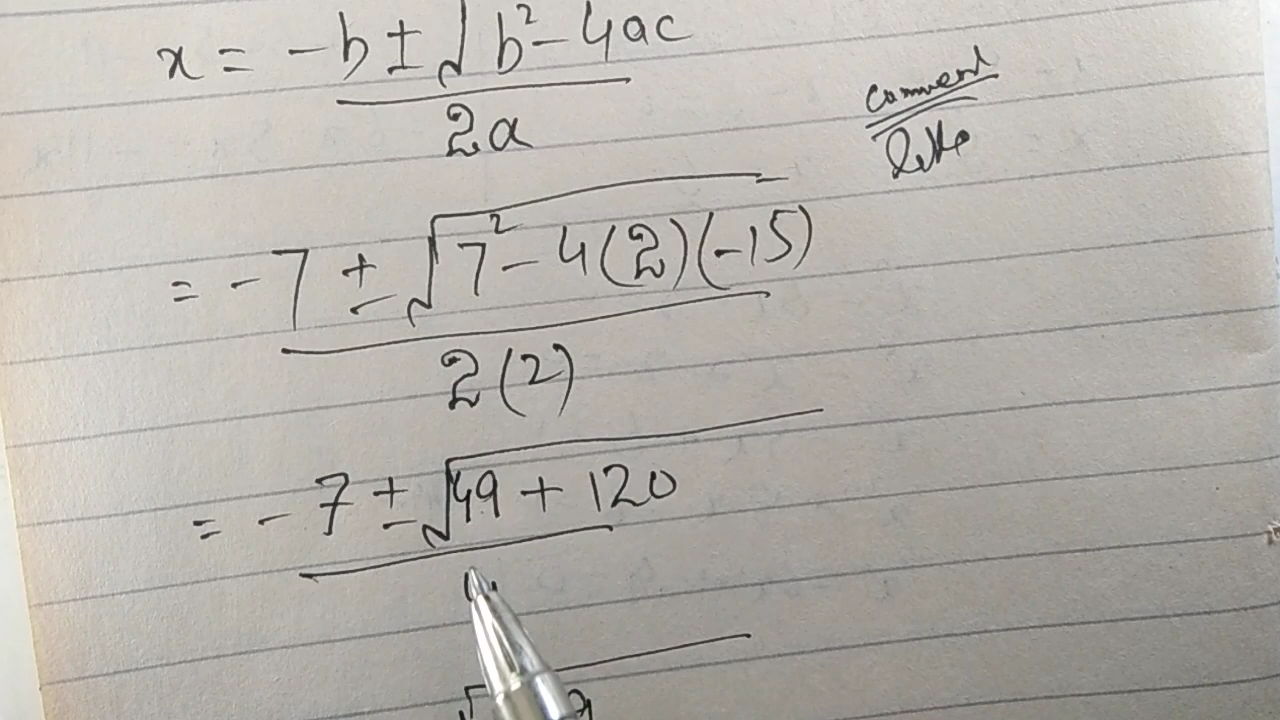 x = -b ± √b² - 4ac
2a
Comment
Like
= -7 ± √7² - 4(2)(-15)
2(2)
= -7 ± √49 + 120